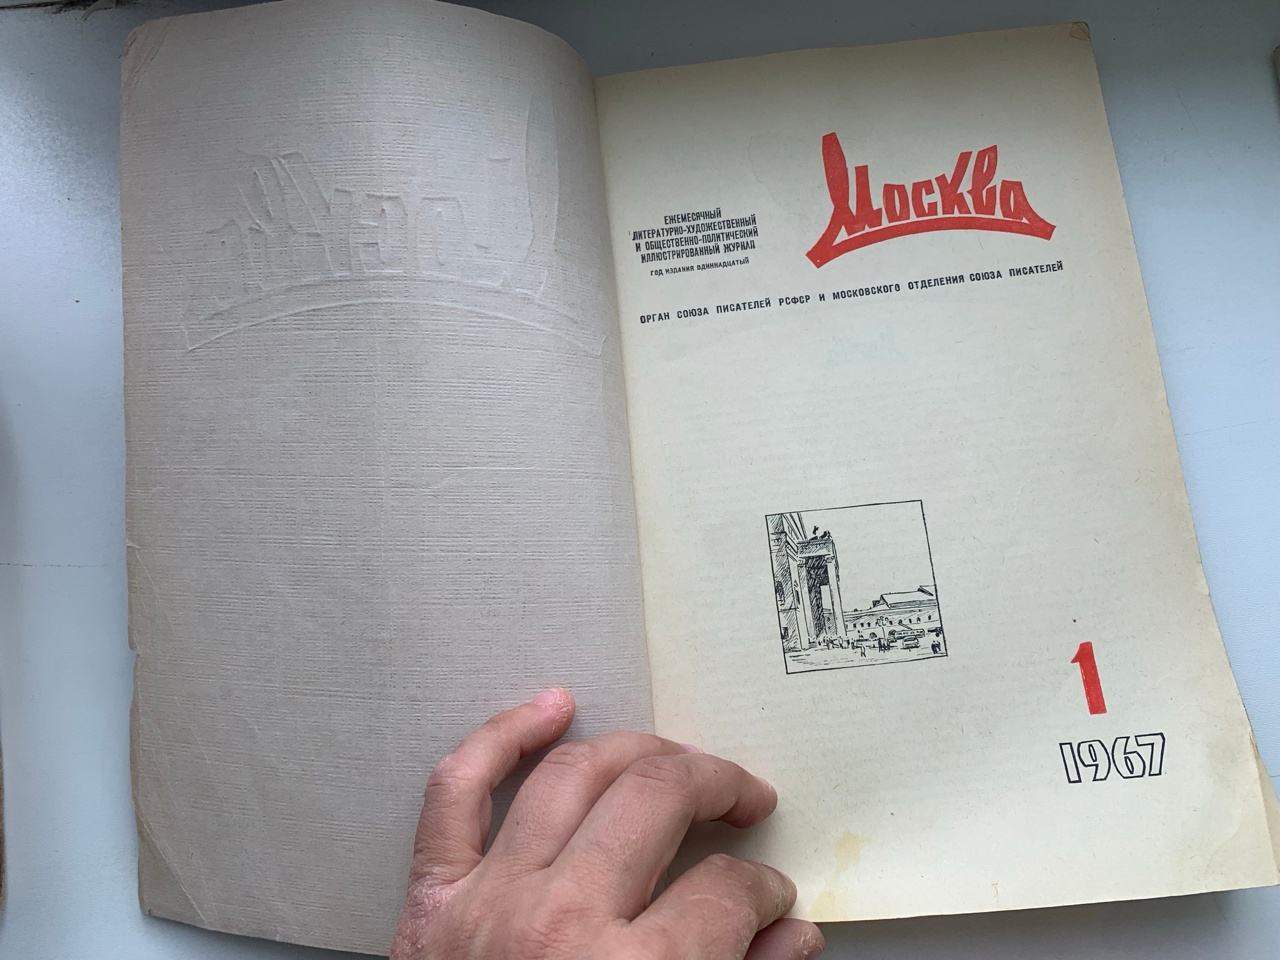 ЕЖЕМЕСЯЧНЫЙ
ЛИТЕРАТУРНО-ХУДОЖЕСТВЕННЫЙ
И ОБЩЕСТВЕННО-ПОЛИТИЧЕСКИЙ
ИЛЛЮСТРИРОВАННЫЙ ЖУРНАЛ
ГОД ИЗДАНИЯ ОДИННАДЦАТЫЙ
Москва
ОРГАН СОЮЗА ПИСАТЕЛЕЙ РСФСР И МОСКОВСКОГО ОТДЕЛЕНИЯ СОЮЗА ПИСАТЕЛЕЙ
1
1967